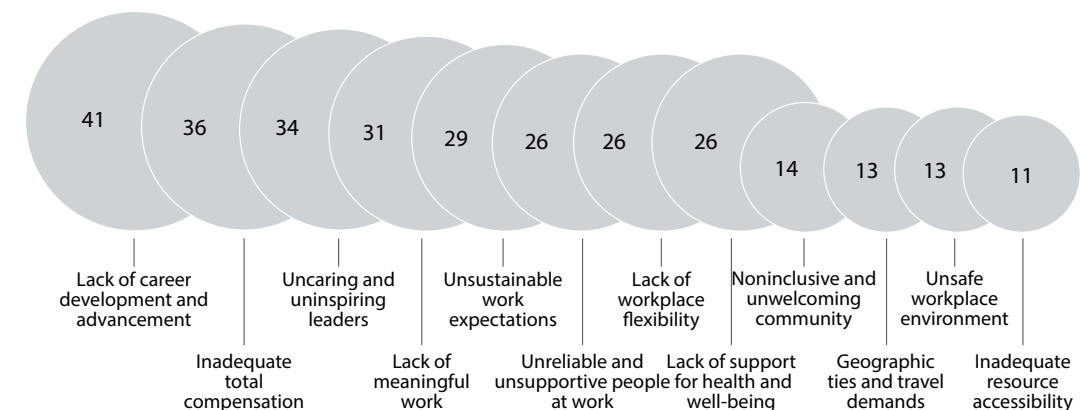 41
36
34
31
29
26
26
26
14
13
13
11
Lack of career
development and
advancement
Inadequate
total
compensation
Uncaring and
uninspiring
leaders
Lack of
meaningful
work
Unsustainable
work
expectations
Unreliable and
unsupportive people
at work
Lack of
workplace
flexibility
Lack of support
for health and
well-being
Noninclusive and
unwelcoming
community
Geographic
ties and travel
demands
Unsafe
workplace
environment
Inadequate
resource
accessibility